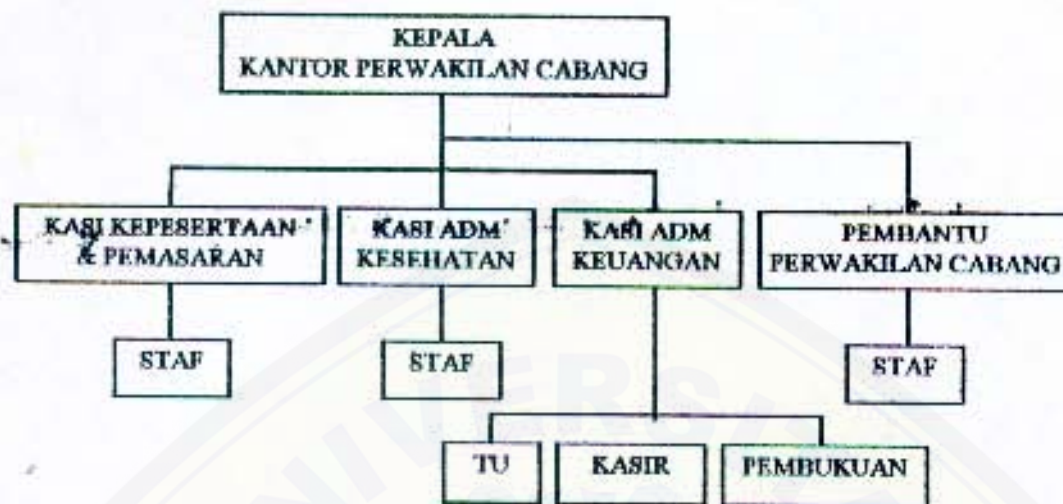 KEPALA
KANTOR PERWAKILAN CABANG
KASI KEPESERTAAN
& PEMASARAN
KASI ADM
KESEHATAN
KASI ADM
KEUANGAN
PEMBANTU
PERWAKILAN CABANG
STAF
STAF
STAF
TU
KASIR
PEMBUKUAN